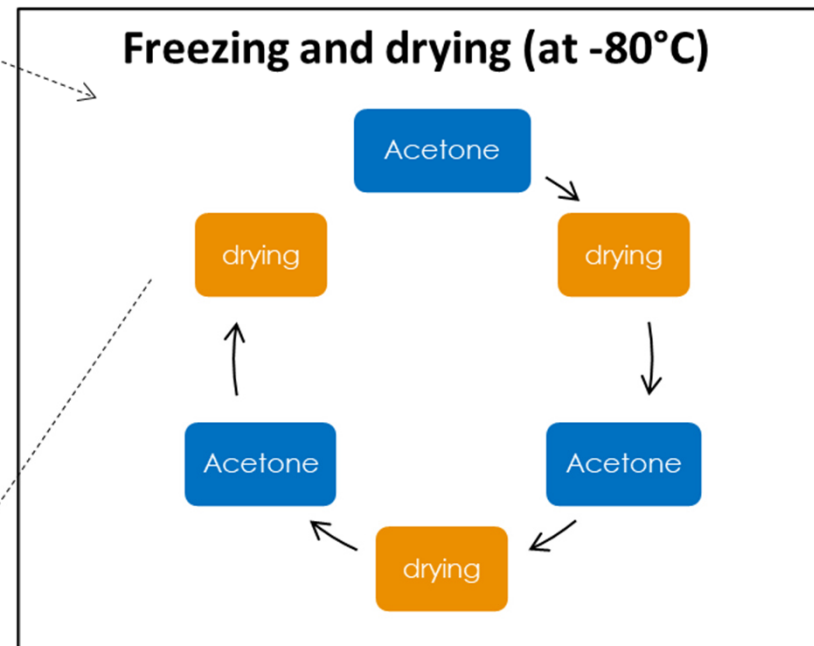 Freezing and drying (at -80°C)
Acetone
drying
Acetone
drying
Acetone
drying